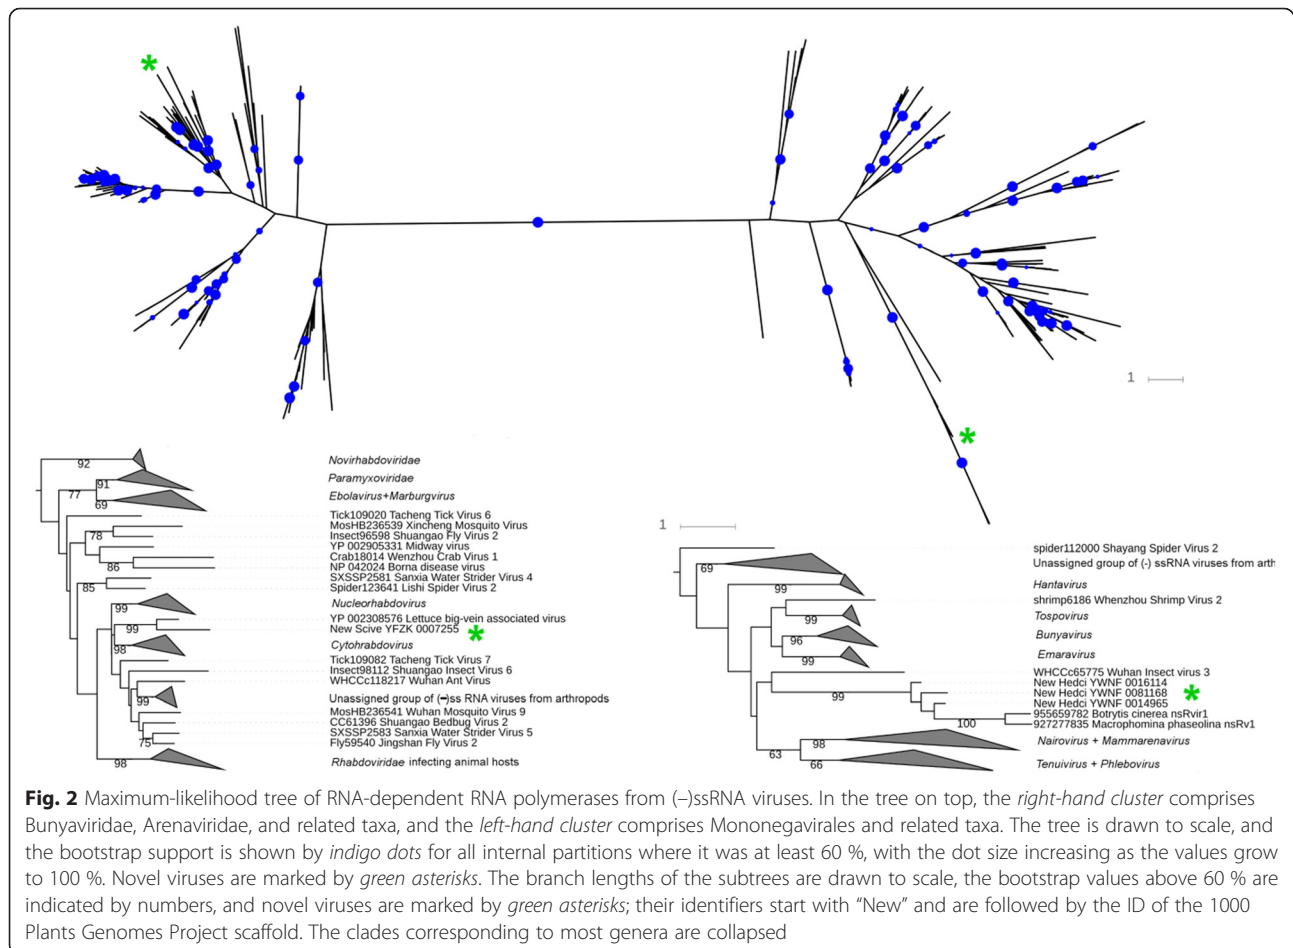 *
1
*
92
Novirhabdoviridae
91
Paramyxoviridae
77
69
Ebolavirus+Marburgvirus
Tick109020 Tacheng Tick Virus 6
MosHB236539 Xincheng Mosquito Virus
78
Insect96598 Shuangao Fly Virus 2
YP 002905331 Midway virus
Crab18014 Wenzhou Crab Virus 1
86
NP 042024 Borna disease virus
SXSSP2581 Sanxia Water Strider Virus 4
85
Spider123641 Lishi Spider Virus 2
99
Nucleorhabdovirus
YP 002308576 Lettuce big-vein associated virus
99
New Scive YFZK 0007255 *
98
Cytohrabdovirus
Tick109082 Tacheng Tick Virus 7
Insect98112 Shuangao Insect Virus 6
WHCCc118217 Wuhan Ant Virus
99
Unassigned group of (-)ss RNA viruses from arthropods
MosHB236541 Wuhan Mosquito Virus 9
CC61396 Shuangao Bedbug Virus 2
SXSSP2583 Sanxia Water Strider Virus 5
75
Fly59540 Jingshan Fly Virus 2
98
Rhabdoviridae infecting animal hosts
1
spider112000 Shayang Spider Virus 2
69
Unassigned group of (-) ssRNA viruses from arth
99
Hantavirus
shrimp6186 Whenzhou Shrimp Virus 2
99
Tospovirus
96
Bunyavirus
99
Emaravirus
WHCCc65775 Wuhan Insect virus 3
New Hedci YWNF 0016114
99
New Hedci YWNF 0081168 *
New Hedci YWNF 0014965
955659782 Botrytis cinerea nsRvir1
100
927277835 Macrophomina phaseolina nsRv1
98
Nairovirus + Mammarenavirus
63
66
Tenuivirus + Phlebovirus
Fig. 2 Maximum-likelihood tree of RNA-dependent RNA polymerases from (–)ssRNA viruses. In the tree on top, the right-hand cluster comprises
Bunyaviridae, Arenaviridae, and related taxa, and the left-hand cluster comprises Mononegavirales and related taxa. The tree is drawn to scale, and
the bootstrap support is shown by indigo dots for all internal partitions where it was at least 60 %, with the dot size increasing as the values grow
to 100 %. Novel viruses are marked by green asterisks. The branch lengths of the subtrees are drawn to scale, the bootstrap values above 60 % are
indicated by numbers, and novel viruses are marked by green asterisks; their identifiers start with “New” and are followed by the ID of the 1000
Plants Genomes Project scaffold. The clades corresponding to most genera are collapsed